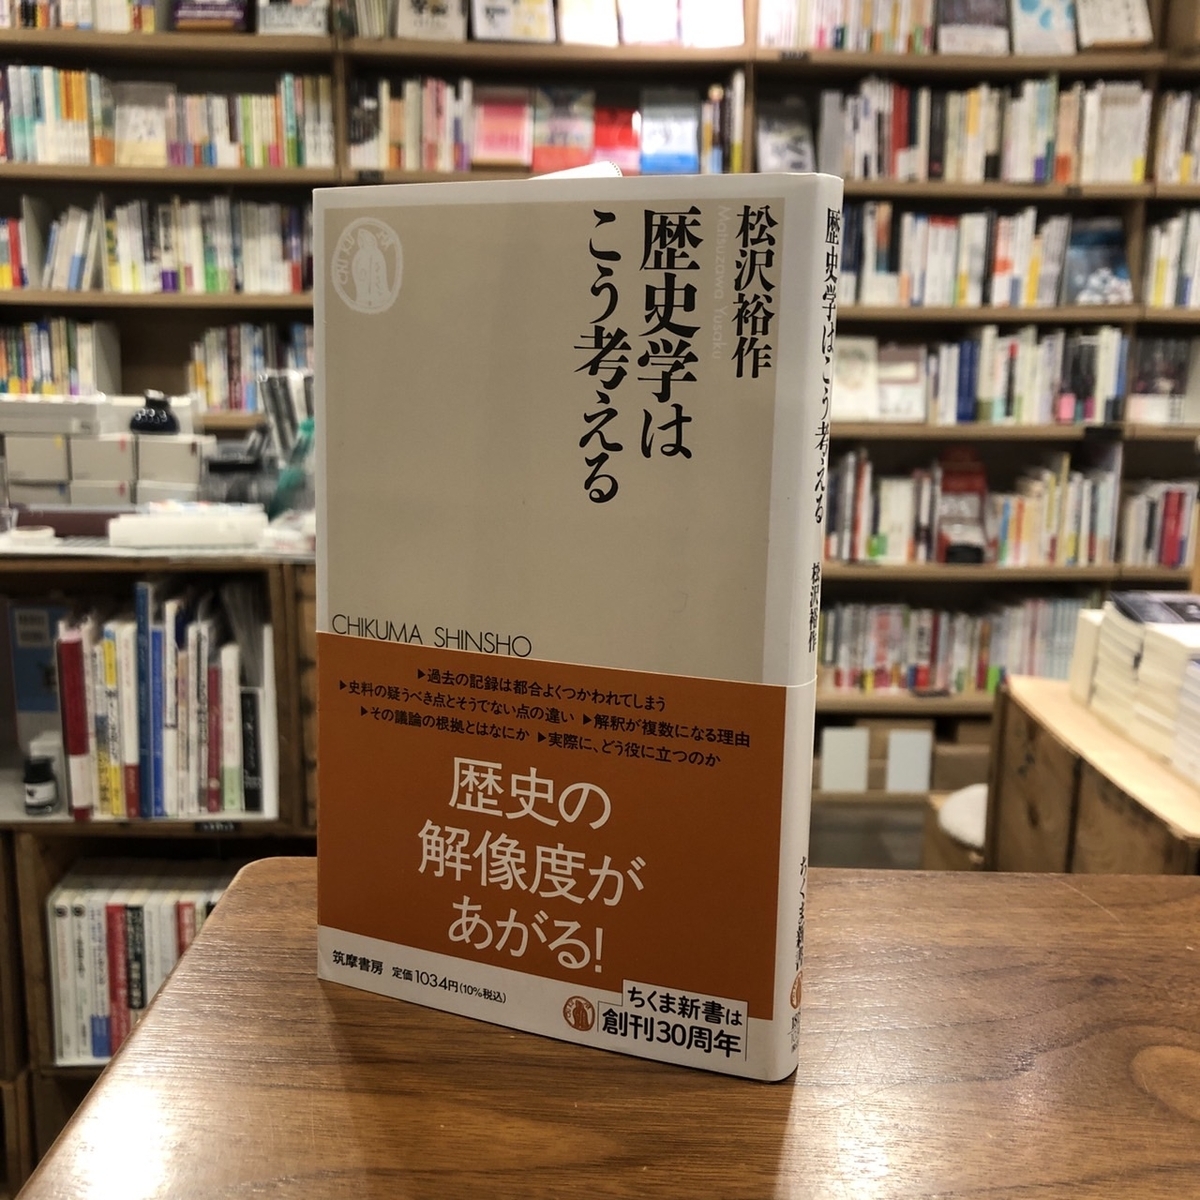 松沢裕作
Matsuzawa Yusaku
歴史学は
こう考える
CHIKUMA SHINSHO
▶過去の記録は都合よくつかわれてしまう
▶史料の疑うべき点とそうでない点の違い ▶解釈が複数になる理由
▶その議論の根拠とはなにか ▶実際に、どう役に立つのか
歴史の
解像度が
あがる!
筑摩書房 定価1034円(10%税込)
ちくま新書は
創刊30周年
歴史学はこう考える 松沢裕作 ちくま新書